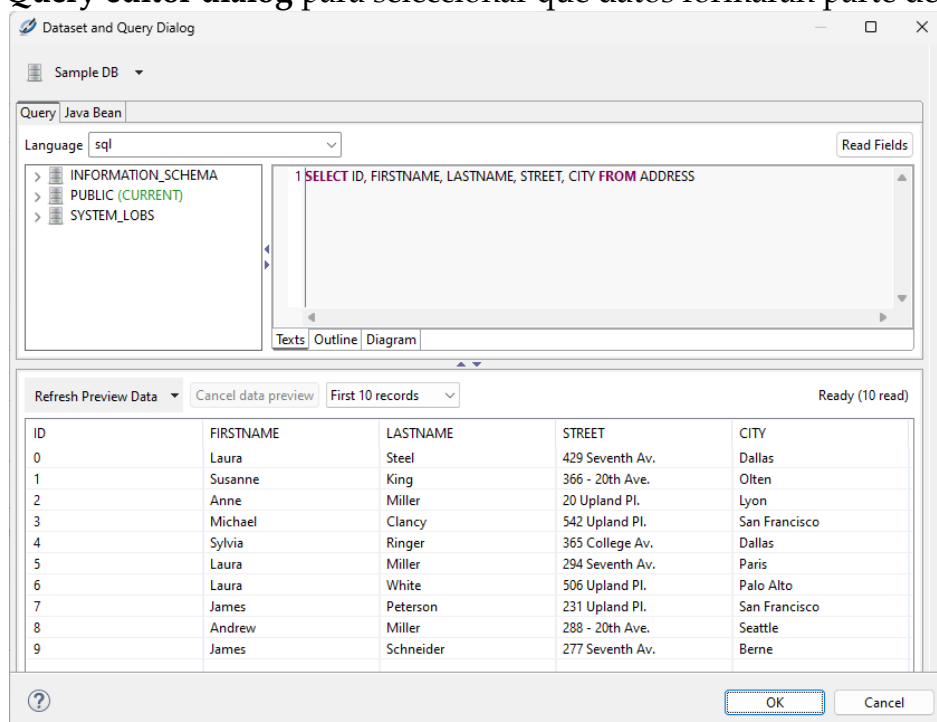 Query editor dialog para seleccionar que datos formarán parte de
Dataset and Query Dialog
Sample DB
Query Java Bean
Language sql Read Fields
INFORMATION_SCHEMA
PUBLIC (CURRENT)
SYSTEM_LOBS
1 SELECT ID, FIRSTNAME, LASTNAME, STREET, CITY FROM ADDRESS
Texts Outline Diagram
Refresh Preview Data Cancel data preview First 10 records Ready (10 read)
ID FIRSTNAME LASTNAME STREET CITY
0 Laura Steel 429 Seventh Av. Dallas
1 Susanne King 366 - 20th Ave. Olten
2 Anne Miller 20 Upland Pl. Lyon
3 Michael Clancy 542 Upland Pl. San Francisco
4 Sylvia Ringer 365 College Av. Dallas
5 Laura Miller 294 Seventh Av. Paris
6 Laura White 506 Upland Pl. Palo Alto
7 James Peterson 231 Upland Pl. San Francisco
8 Andrew Miller 288 - 20th Ave. Seattle
9 James Schneider 277 Seventh Av. Berne
? OK Cancel